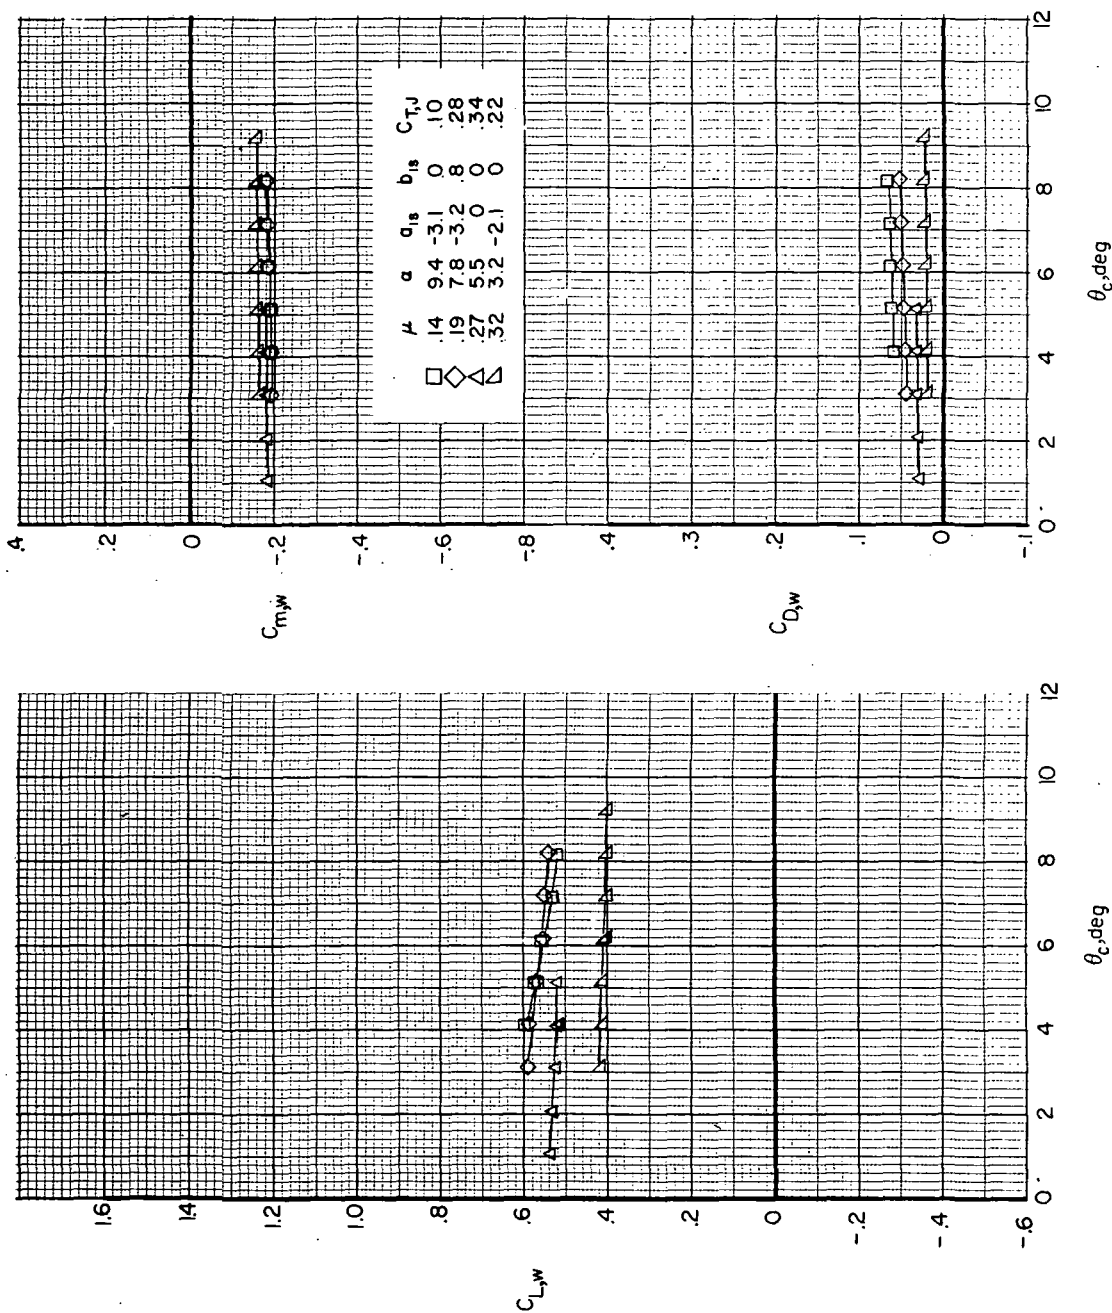 C_L,w
1.6
1.4
1.2
1.0
.8
.6
.4
.2
0
-.2
-.4
-.6
0 2 4 6 8 10 12
θ_c,deg
C_m,w
.4
.2
0
-.2
-.4
-.6
-.8
μ α a_1s b_1s C_T,J
.14 9.4 -3.1 0 .10
.19 7.8 -3.2 8 .28
.27 5.5 0 0 .34
.32 3.2 -2.1 0 .22
C_D,w
.4
.3
.2
.1
0
-.1
0 2 4 6 8 10 12
θ_c,deg